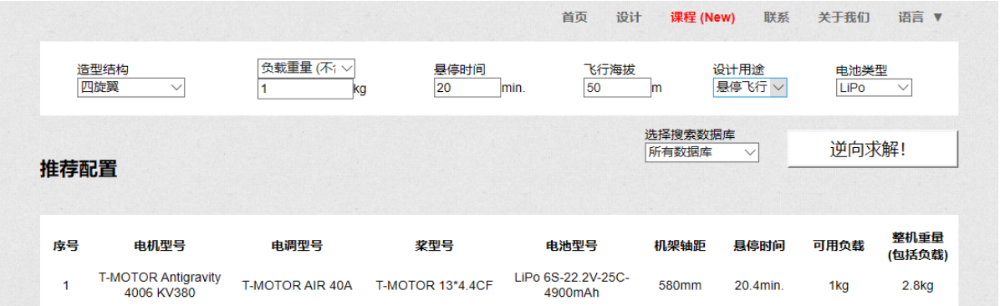 首页 设计 课程 (New) 联系 关于我们 语言 ▼
造型结构 负载重量 (不 悬停时间 飞行海拔 设计用途 电池类型
四旋翼 1 kg 20 min. 50 m 悬停飞行 LiPo
选择搜索数据库
所有数据库 逆向求解！
推荐配置
序号 电机型号 电调型号 桨型号 电池型号 机架轴距 悬停时间 可用负载 整机重量
(包括负载)
1 T-MOTOR Antigravity
4006 KV380 T-MOTOR AIR 40A T-MOTOR 13*4.4CF LiPo 6S-22.2V-25C-
4900mAh 580mm 20.4min. 1kg 2.8kg